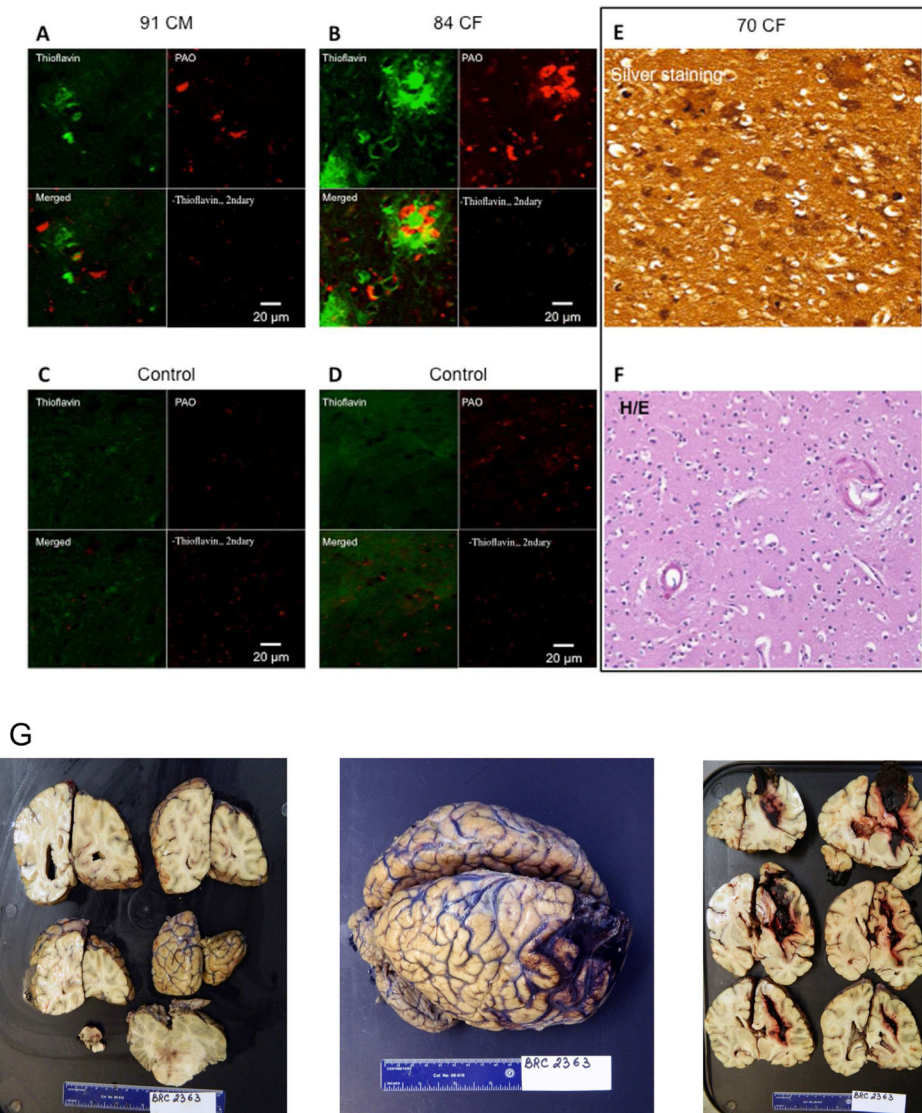 A
91 CM
Thioflavin
PAO
Merged
-Thioflavin,, 2ndary
20 µm
B
84 CF
Thioflavin
PAO
Merged
-Thioflavin,, 2ndary
20 µm
E
70 CF
Silver staining
C
Control
Thioflavin
PAO
Merged
-Thioflavin,, 2ndary
20 µm
D
Control
Thioflavin
PAO
Merged
-Thioflavin,, 2ndary
20 µm
F
H/E
G
BRC 2363
CENTIMETERS
BRC 2363
BRC 2363